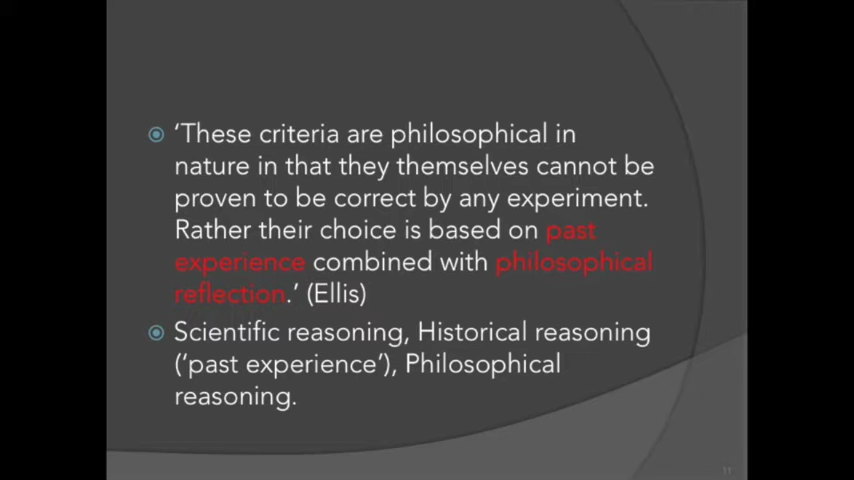 ‘These criteria are philosophical in
nature in that they themselves cannot be
proven to be correct by any experiment.
Rather their choice is based on past
experience combined with philosophical
reflection.’ (Ellis)
Scientific reasoning, Historical reasoning
(‘past experience’), Philosophical
reasoning.